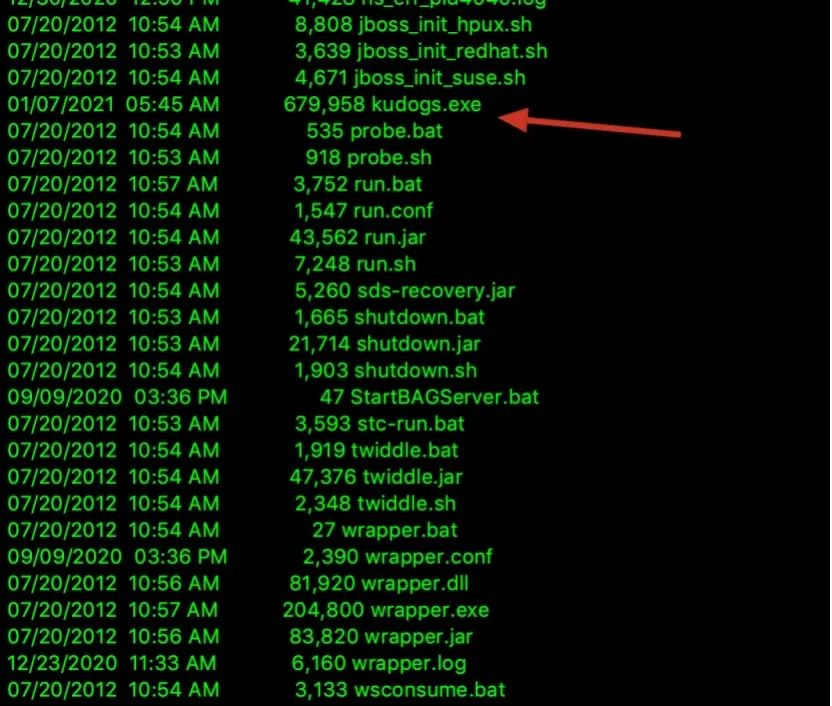 07/20/2012 10:54 AM 8,808 jboss_init_hpux.sh
07/20/2012 10:53 AM 3,639 jboss_init_redhat.sh
07/20/2012 10:54 AM 4,671 jboss_init_suse.sh
01/07/2021 05:45 AM 679,958 kudogs.exe
07/20/2012 10:54 AM 535 probe.bat
07/20/2012 10:53 AM 918 probe.sh
07/20/2012 10:57 AM 3,752 run.bat
07/20/2012 10:54 AM 1,547 run.conf
07/20/2012 10:54 AM 43,562 run.jar
07/20/2012 10:53 AM 7,248 run.sh
07/20/2012 10:54 AM 5,260 sds-recovery.jar
07/20/2012 10:53 AM 1,665 shutdown.bat
07/20/2012 10:53 AM 21,714 shutdown.jar
07/20/2012 10:54 AM 1,903 shutdown.sh
09/09/2020 03:36 PM 47 StartBAGServer.bat
07/20/2012 10:53 AM 3,593 stc-run.bat
07/20/2012 10:54 AM 1,919 twiddle.bat
07/20/2012 10:54 AM 47,376 twiddle.jar
07/20/2012 10:54 AM 2,348 twiddle.sh
07/20/2012 10:54 AM 27 wrapper.bat
09/09/2020 03:36 PM 2,390 wrapper.conf
07/20/2012 10:56 AM 81,920 wrapper.dll
07/20/2012 10:57 AM 204,800 wrapper.exe
07/20/2012 10:56 AM 83,820 wrapper.jar
12/23/2020 11:33 AM 6,160 wrapper.log
07/20/2012 10:54 AM 3,133 wsconsume.bat